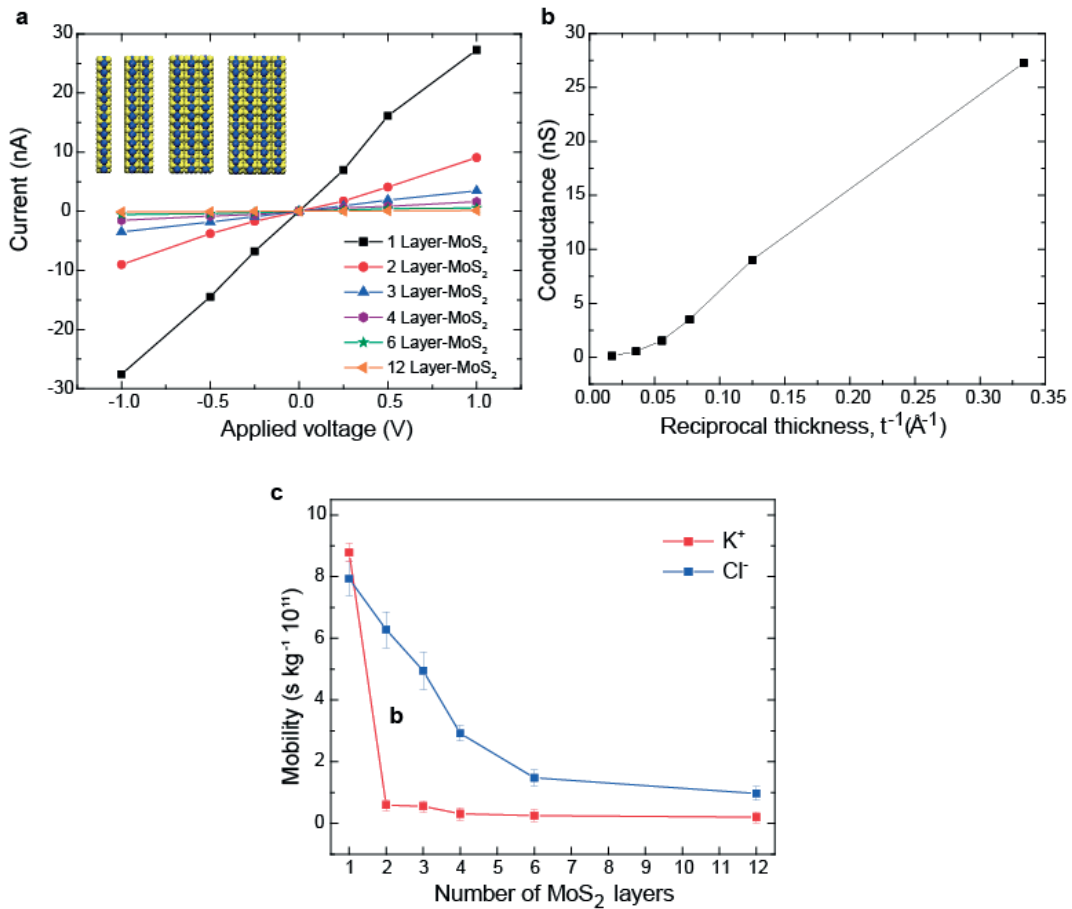 a
30
20
10
0
-10
-20
-30
Current (nA)
-1.0 -0.5 0.0 0.5 1.0
Applied voltage (V)
1 Layer-MoS₂
2 Layer-MoS₂
3 Layer-MoS₂
4 Layer-MoS₂
6 Layer-MoS₂
12 Layer-MoS₂
b
30
25
20
15
10
5
0
Conductance (nS)
0.00 0.05 0.10 0.15 0.20 0.25 0.30 0.35
Reciprocal thickness, t⁻¹(Å⁻¹)
c
10
8
6
4
2
0
Mobility (s kg⁻¹ 10¹¹)
K⁺
Cl⁻
b
1 2 3 4 5 6 7 8 9 10 11 12
Number of MoS₂ layers